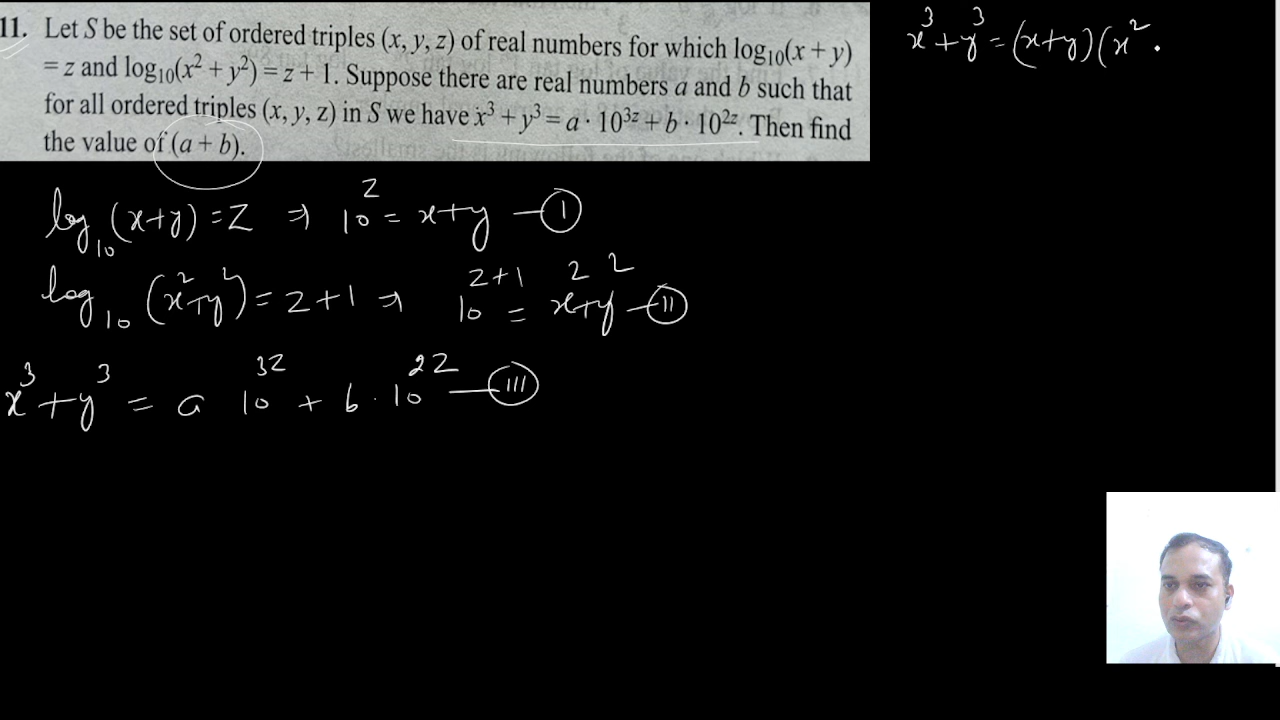 11. Let S be the set of ordered triples (x, y, z) of real numbers for which log₁₀(x + y)
= z and log₁₀(x² + y²) = z + 1. Suppose there are real numbers a and b such that
for all ordered triples (x, y, z) in S we have x³ + y³ = a · 10³ᶻ + b · 10²ᶻ. Then find
the value of (a + b).
x³ + y³ = (x+y)(x² .
log₁₀(x+y) = z ⇒ 10ᶻ = x+y — (I)
log₁₀(x²+y²) = z+1 ⇒ 10ᶻ⁺¹ = x²+y² — (II)
x³ + y³ = a 10³ᶻ + b · 10²ᶻ — (III)